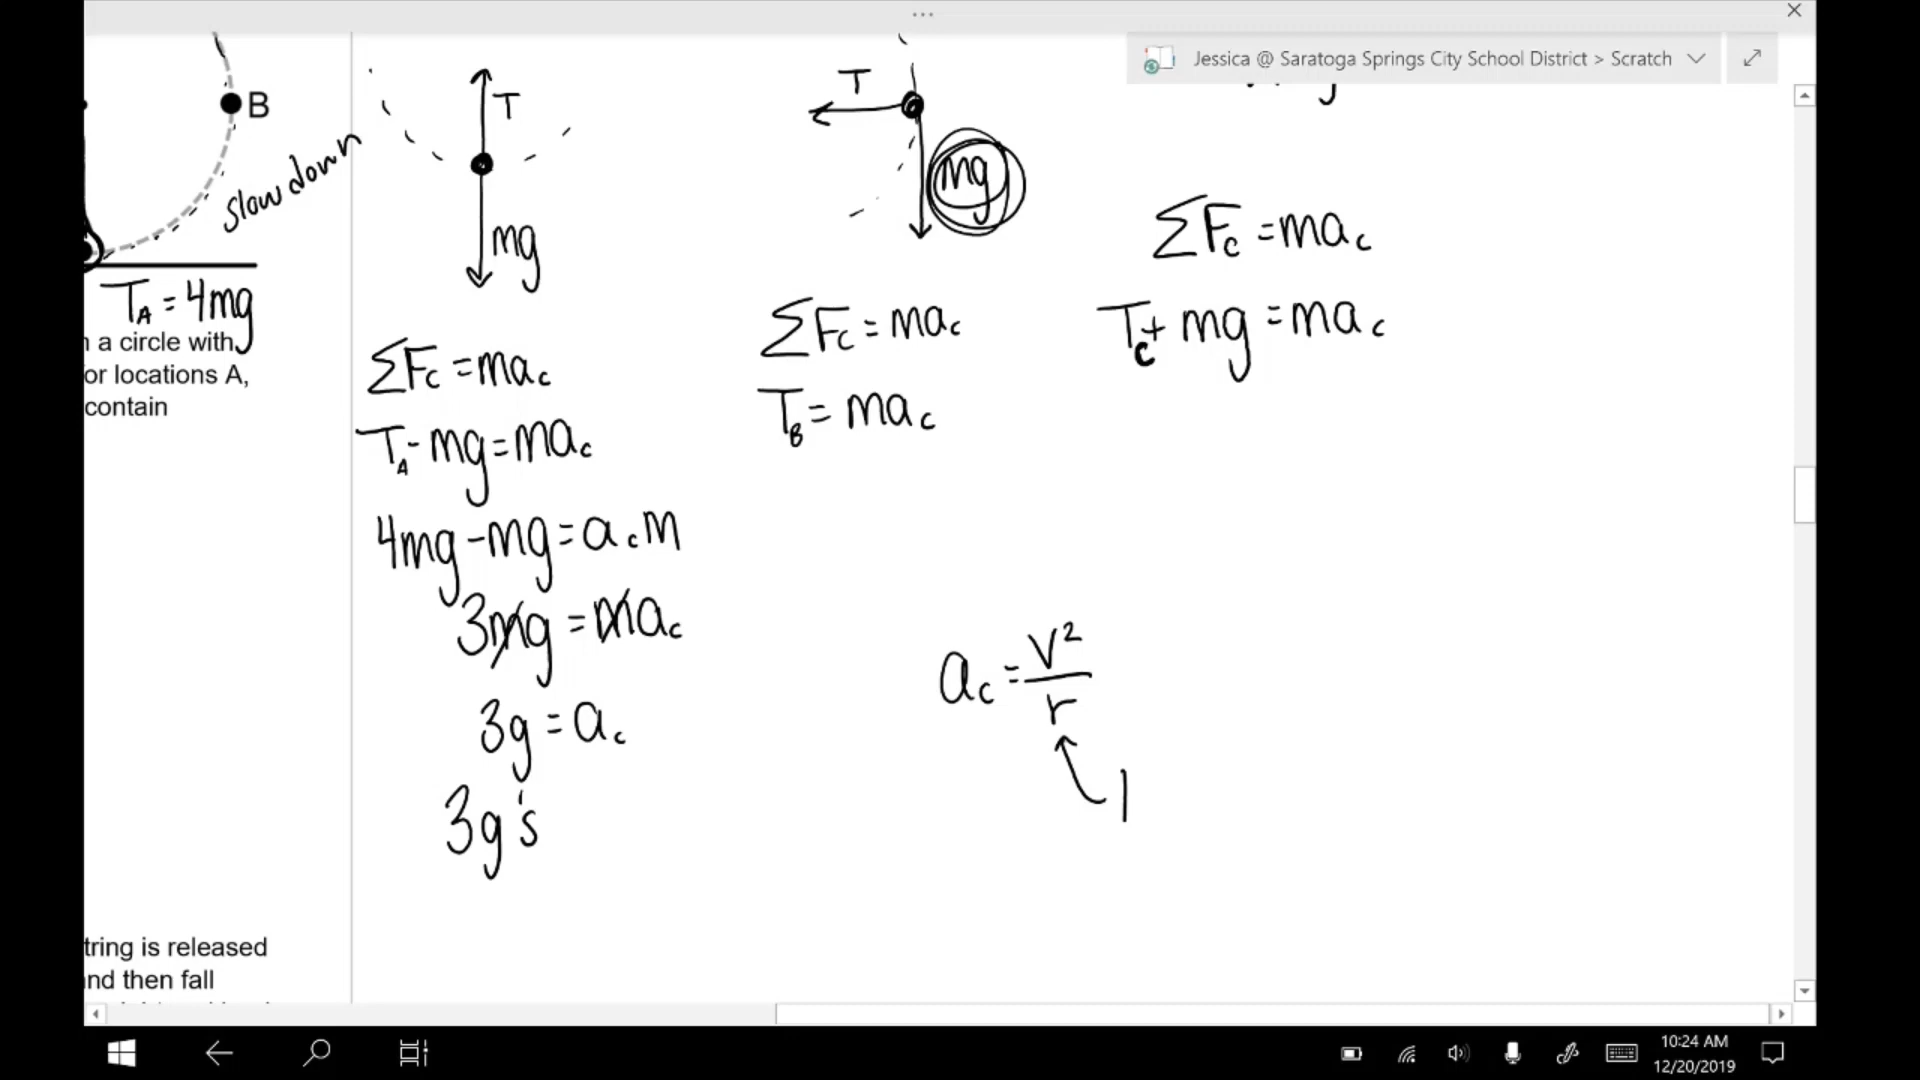 Jessica @ Saratoga Springs City School District > Scratch
B
slow down
T_A = 4mg
a circle with
or locations A,
contain
tring is released
nd then fall
T
mg
ΣF_c = ma_c
T_A - mg = ma_c
4mg - mg = a_c m
3mg = ma_c
3g = a_c
3g's
T
mg
ΣF_c = ma_c
T_B = ma_c
ΣF_c = ma_c
T_c + mg = ma_c
a_c = v²/r
l
10:24 AM
12/20/2019